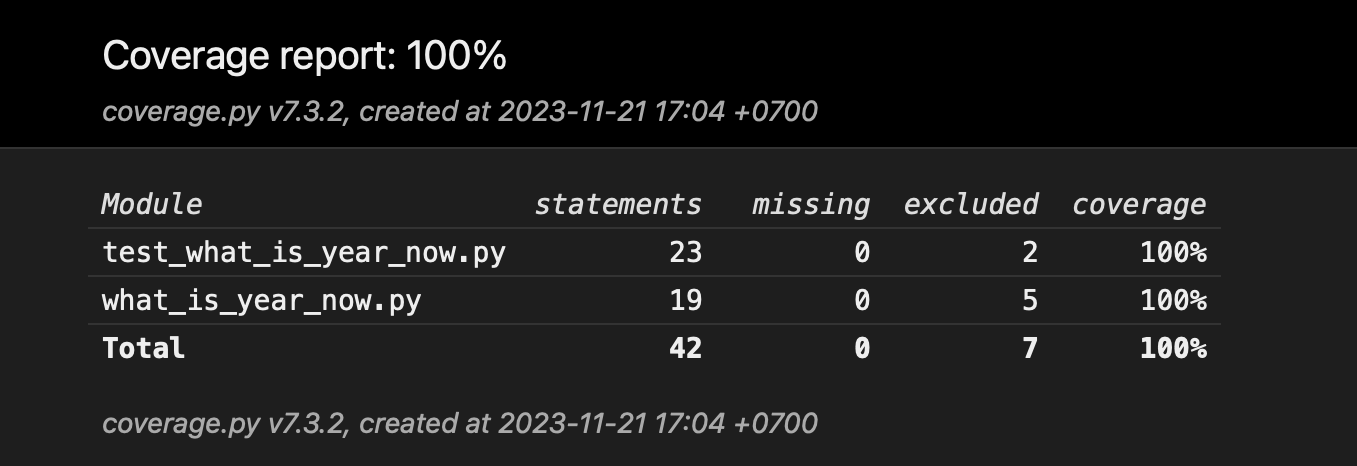 Coverage report: 100%
coverage.py v7.3.2, created at 2023-11-21 17:04 +0700
Module statements missing excluded coverage
test_what_is_year_now.py 23 0 2 100%
what_is_year_now.py 19 0 5 100%
Total 42 0 7 100%
coverage.py v7.3.2, created at 2023-11-21 17:04 +0700